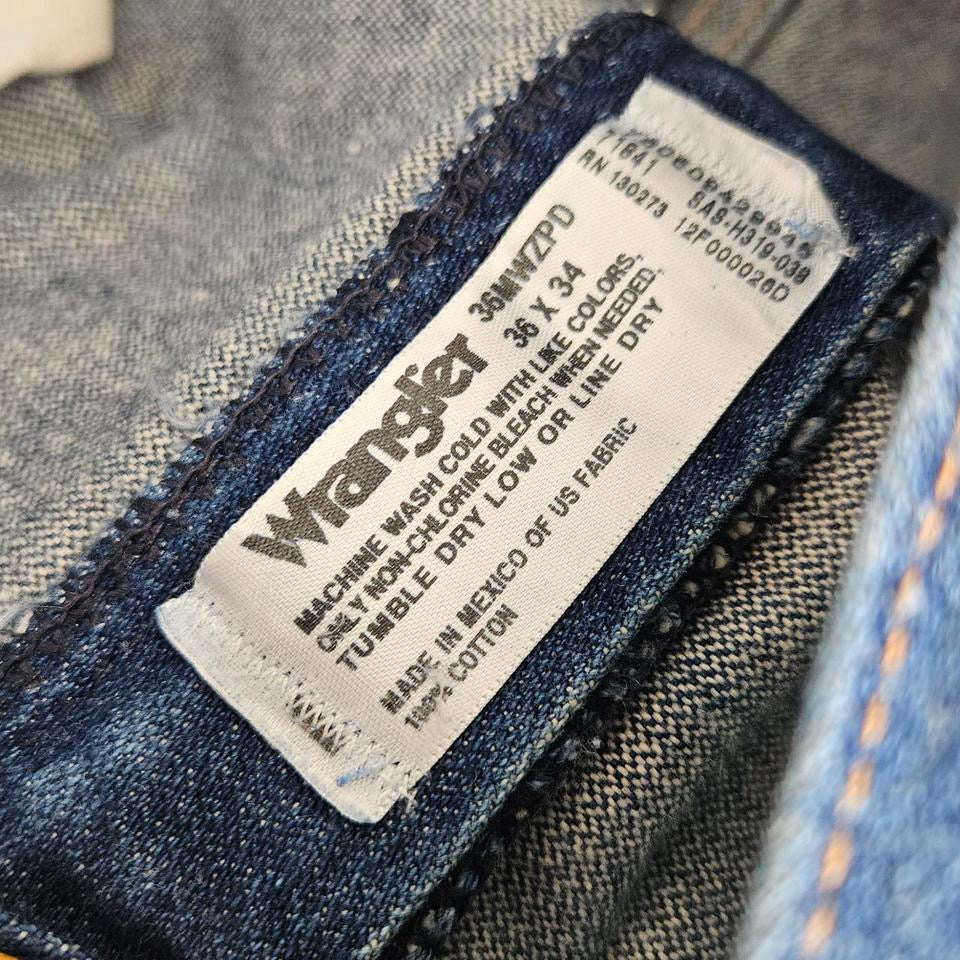 1641 SAS-H319-039
RN 130273 12F000026D
Wrangler 36MWZPD
36 X 34
MACHINE WASH COLD WITH LIKE COLORS.
ONLY NON-CHLORINE BLEACH WHEN NEEDED.
TUMBLE DRY LOW OR LINE DRY
MADE IN MEXICO OF US FABRIC
100% COTTON